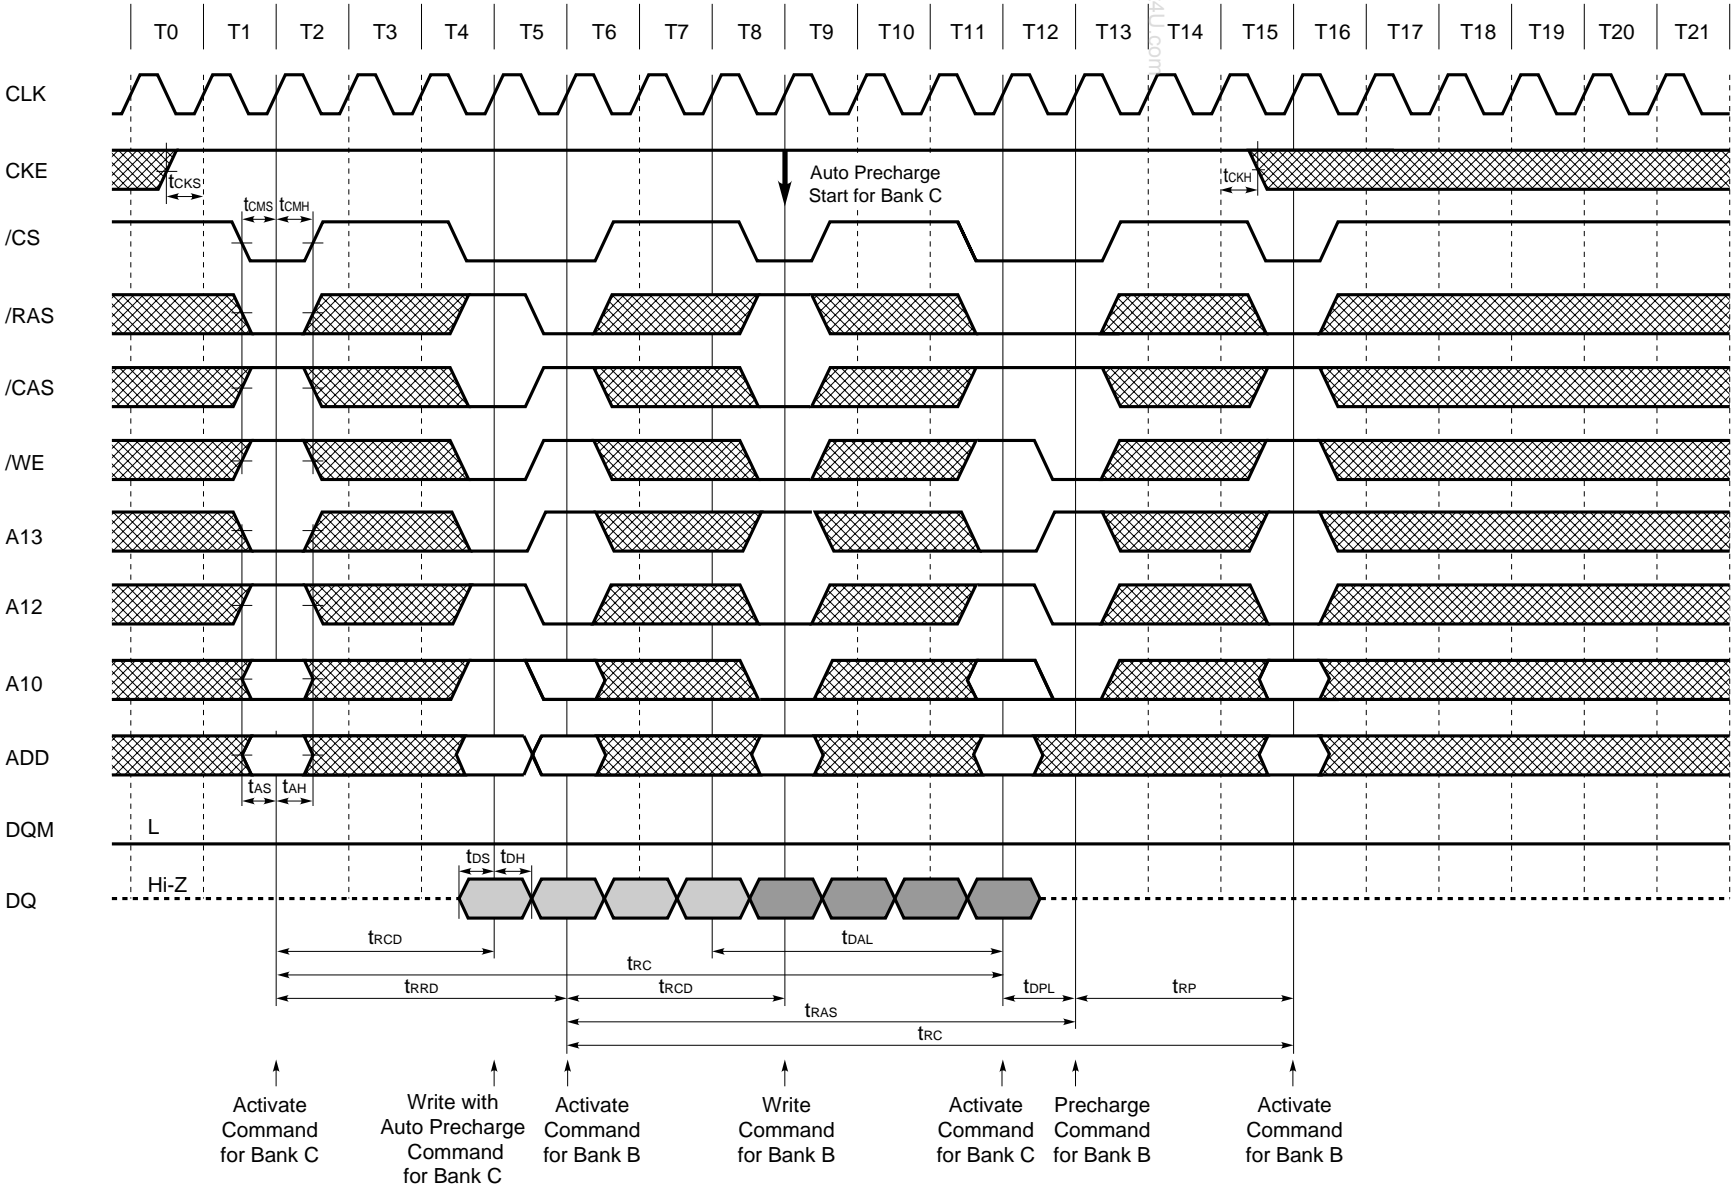 T0 T1 T2 T3 T4 T5 T6 T7 T8 T9 T10 T11 T12 T13 T14 T15 T16 T17 T18 T19 T20 T21
4U.com
CLK
CKE
tCKS
Auto Precharge
Start for Bank C
tCKH
tCMS tCMH
/CS
/RAS
/CAS
/WE
A13
A12
A10
ADD
tAS tAH
DQM
L
tDS tDH
DQ
Hi-Z
tRCD
tDAL
tRC
tRRD
tRCD
tDPL
tRP
tRAS
tRC
Activate
Command
for Bank C
Write with
Auto Precharge
Command
for Bank C
Activate
Command
for Bank B
Write
Command
for Bank B
Activate
Command
for Bank C
Precharge
Command
for Bank B
Activate
Command
for Bank B